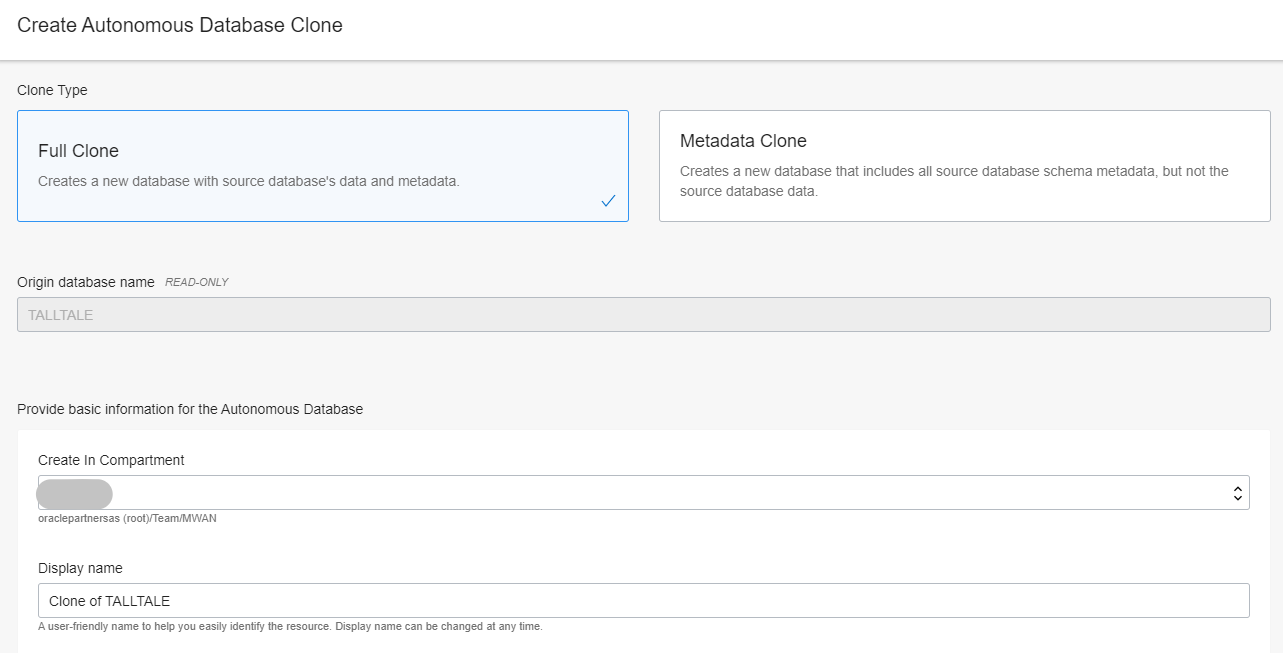 Create Autonomous Database Clone
Clone Type
Full Clone
Creates a new database with source database's data and metadata.
Metadata Clone
Creates a new database that includes all source database schema metadata, but not the
source database data.
Origin database name READ-ONLY
TALLTALE
Provide basic information for the Autonomous Database
Create In Compartment
oraclepartnersas (root)/Team/MWAN
Display name
Clone of TALLTALE
A user-friendly name to help you easily identify the resource. Display name can be changed at any time.